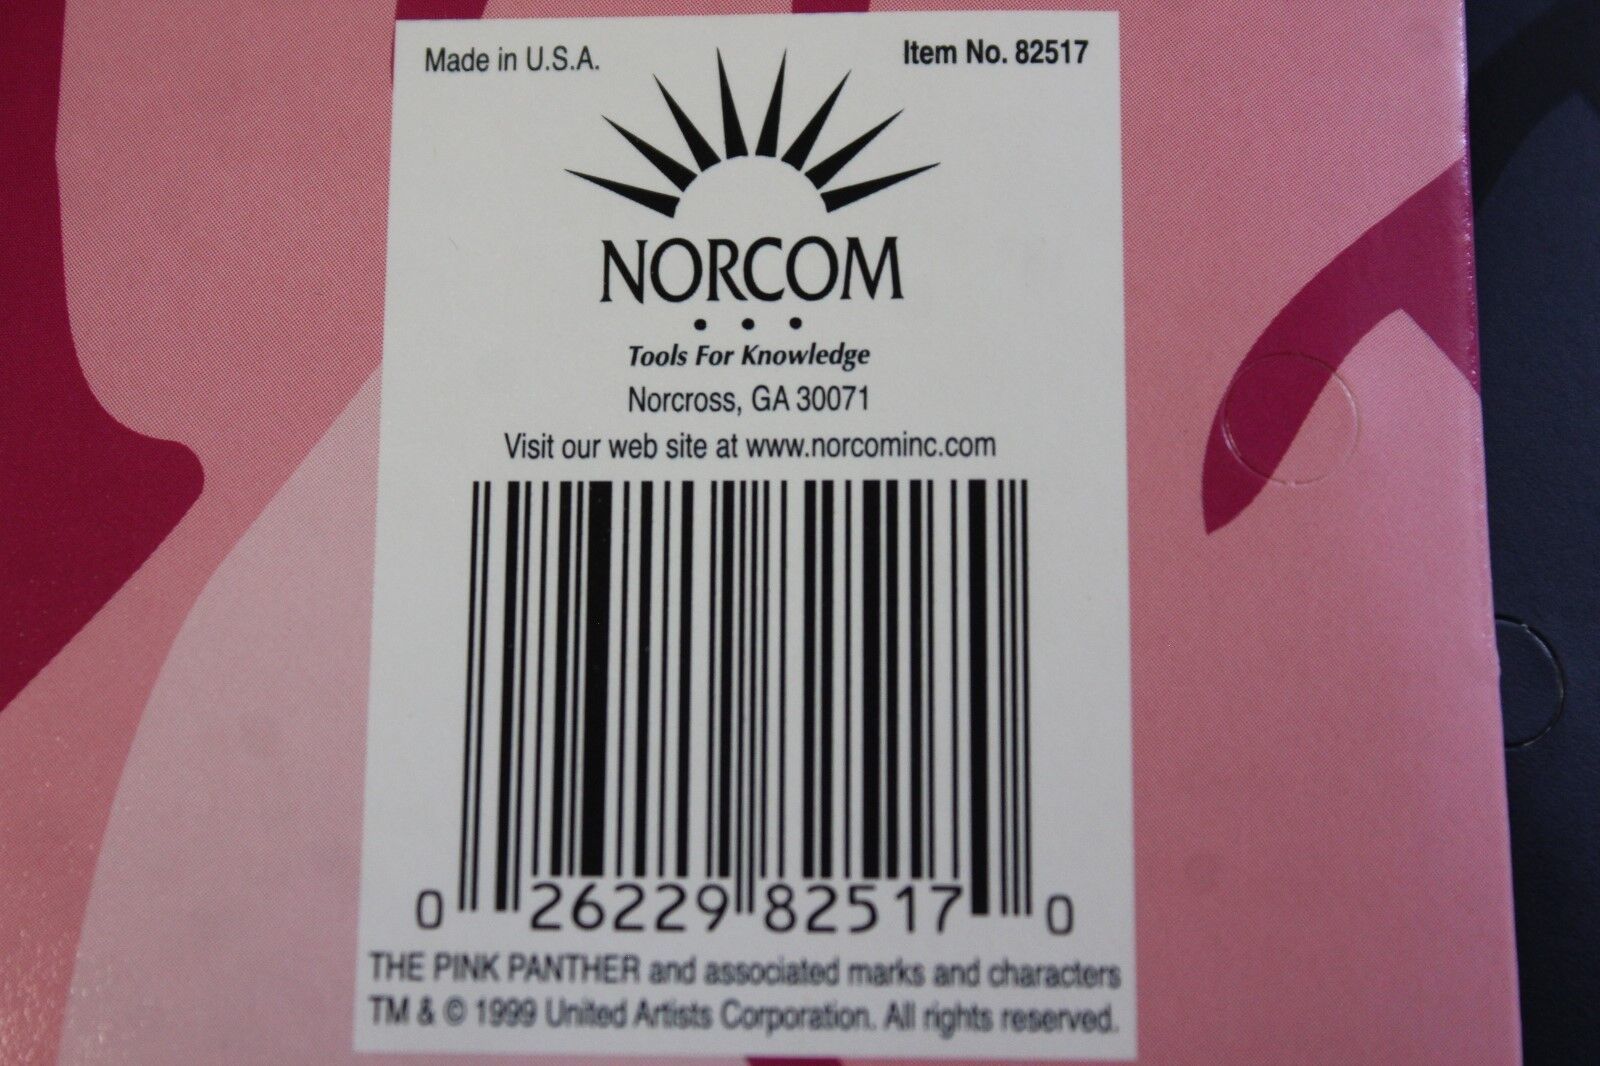 Made in U.S.A.
Item No. 82517
NORCOM
Tools For Knowledge
Norcross, GA 30071
Visit our web site at www.norcominc.com
0 26229 82517 0
THE PINK PANTHER and associated marks and characters
TM & © 1999 United Artists Corporation. All rights reserved.